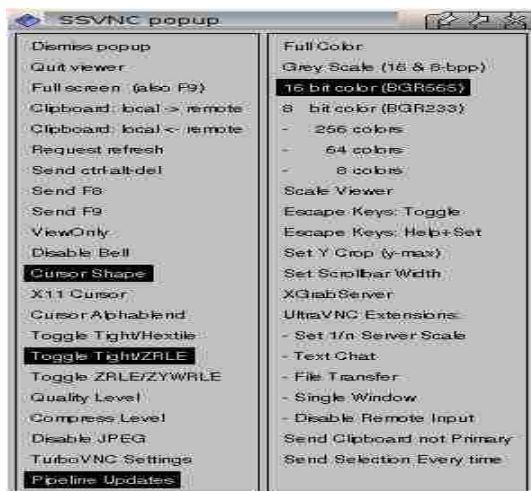 SSVNC popup
Dismiss popup
Quit viewer
Full screen (also F9)
Clipboard: local -> remote
Clipboard: local <- remote
Request refresh
Send ctrl-alt-del
Send F8
Send F9
ViewOnly
Disable Bell
Cursor Shape
X11 Cursor
Cursor Alphablend
Toggle Tight/Hextile
Toggle Tight/ZRLE
Toggle ZRLE/ZYWRLE
Quality Level
Compress Level
Disable JPEG
TurboVNC Settings
Pipeline Updates
Full Color
Grey Scale (16 & 8-bpp)
16 bit color (BGR565)
8 bit color (BGR233)
- 256 colors
- 64 colors
- 8 colors
Scale Viewer
Escape Keys: Toggle
Escape Keys: Help+Set
Set Y Crop (y-max)
Set Scrollbar Width
XGrabServer
UltraVNC Extensions:
- Set 1/n Server Scale
- Text Chat
- File Transfer
- Single Window
- Disable Remote Input
Send Clipboard not Primary
Send Selection Every time